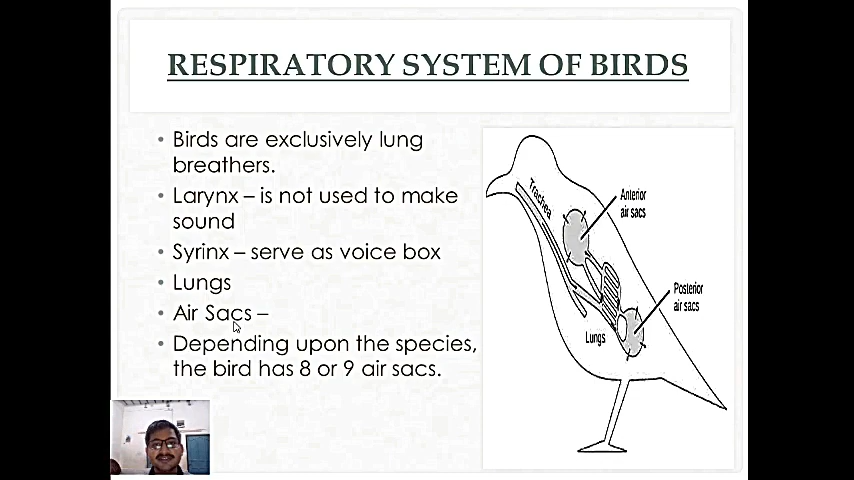 RESPIRATORY SYSTEM OF BIRDS
• Birds are exclusively lung
breathers.
• Larynx – is not used to make
sound
• Syrinx – serve as voice box
• Lungs
• Air Sacs –
• Depending upon the species,
the bird has 8 or 9 air sacs.
Trachea
Anterior
air sacs
Posterior
air sacs
Lungs